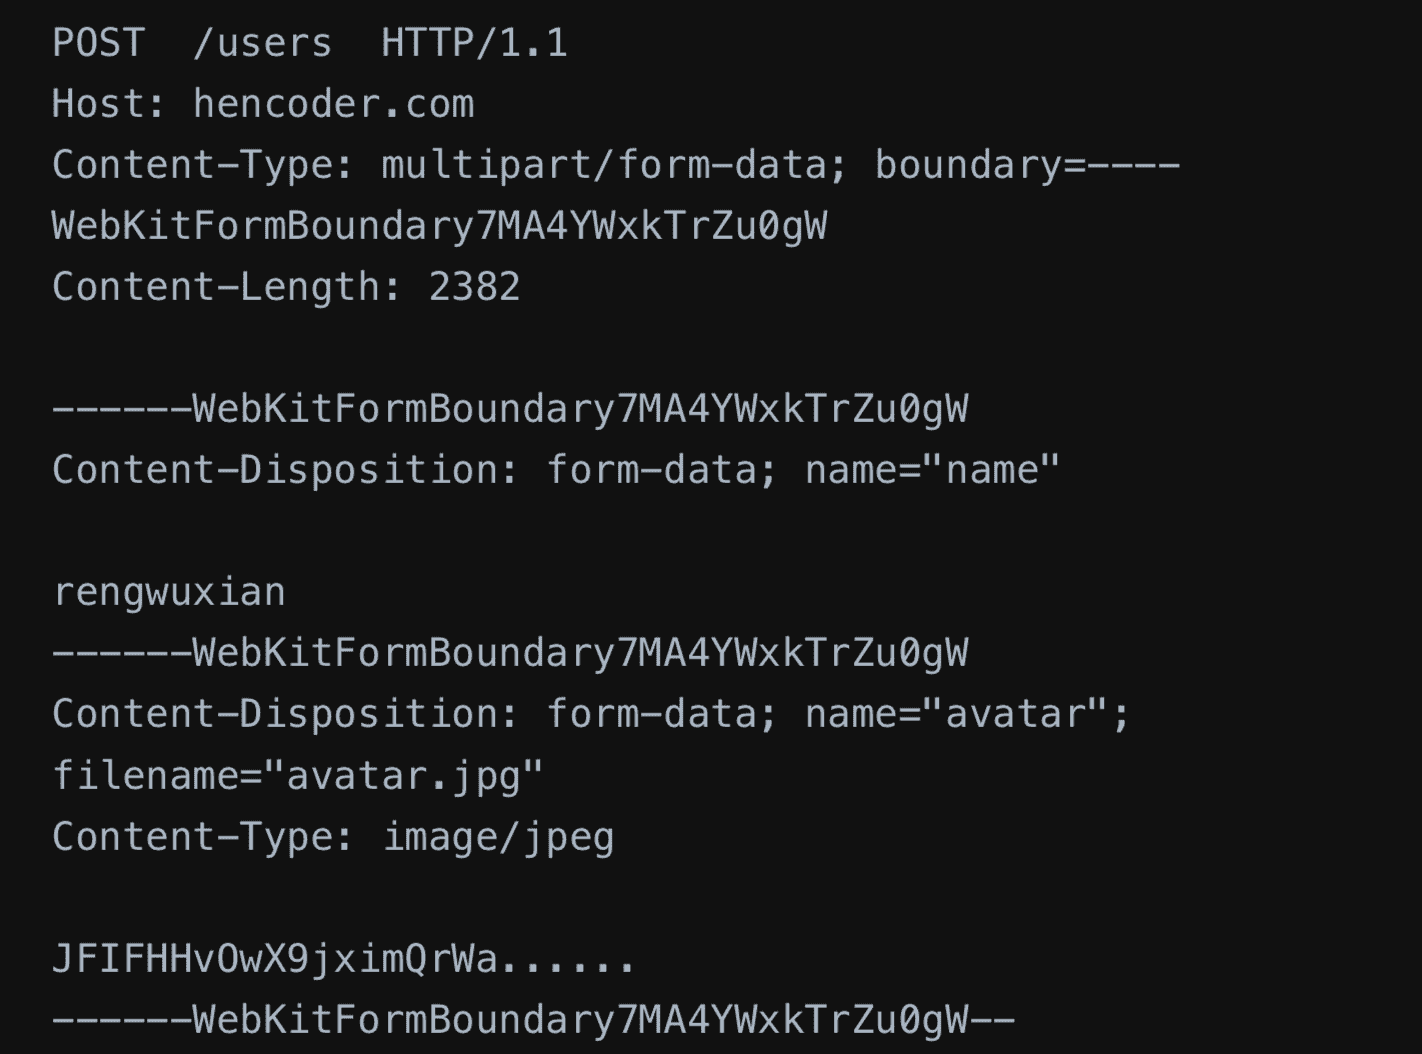 POST  /users  HTTP/1.1
Host: hencoder.com
Content-Type: multipart/form-data; boundary=----
WebKitFormBoundary7MA4YWxkTrZu0gW
Content-Length: 2382

------WebKitFormBoundary7MA4YWxkTrZu0gW
Content-Disposition: form-data; name="name"

rengwuxian
------WebKitFormBoundary7MA4YWxkTrZu0gW
Content-Disposition: form-data; name="avatar";
filename="avatar.jpg"
Content-Type: image/jpeg

JFIFHHvOwX9jximQrWa......
------WebKitFormBoundary7MA4YWxkTrZu0gW--